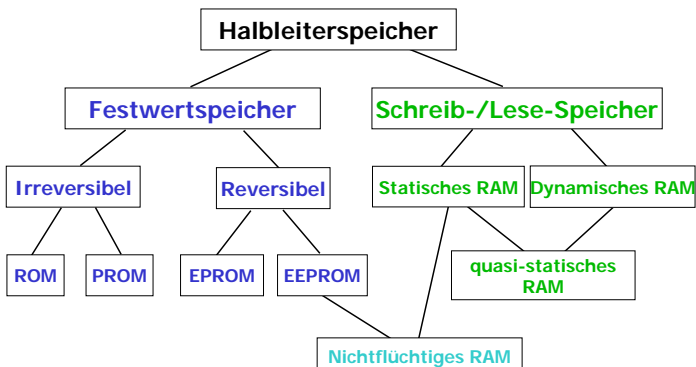 Halbleiterspeicher
Festwertspeicher
Schreib-/Lese-Speicher
Irreversibel
Reversibel
Statisches RAM
Dynamisches RAM
ROM
PROM
EPROM
EEPROM
quasi-statisches
RAM
Nichtflüchtiges RAM